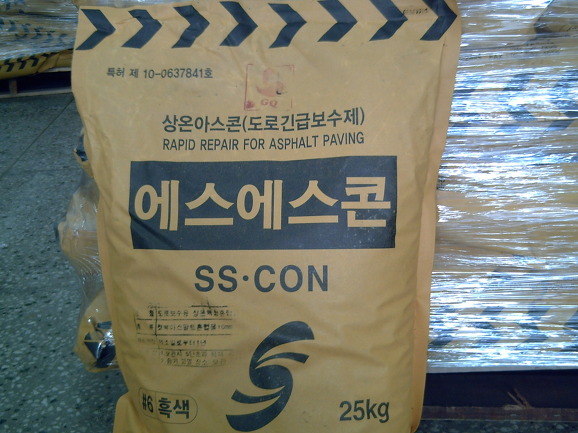 특허 제 10-0637841호
GQ
상온아스콘(도로긴급보수제)
RAPID REPAIR FOR ASPHALT PAVING
에스에스콘
SS·CON
#6 흑색
25kg